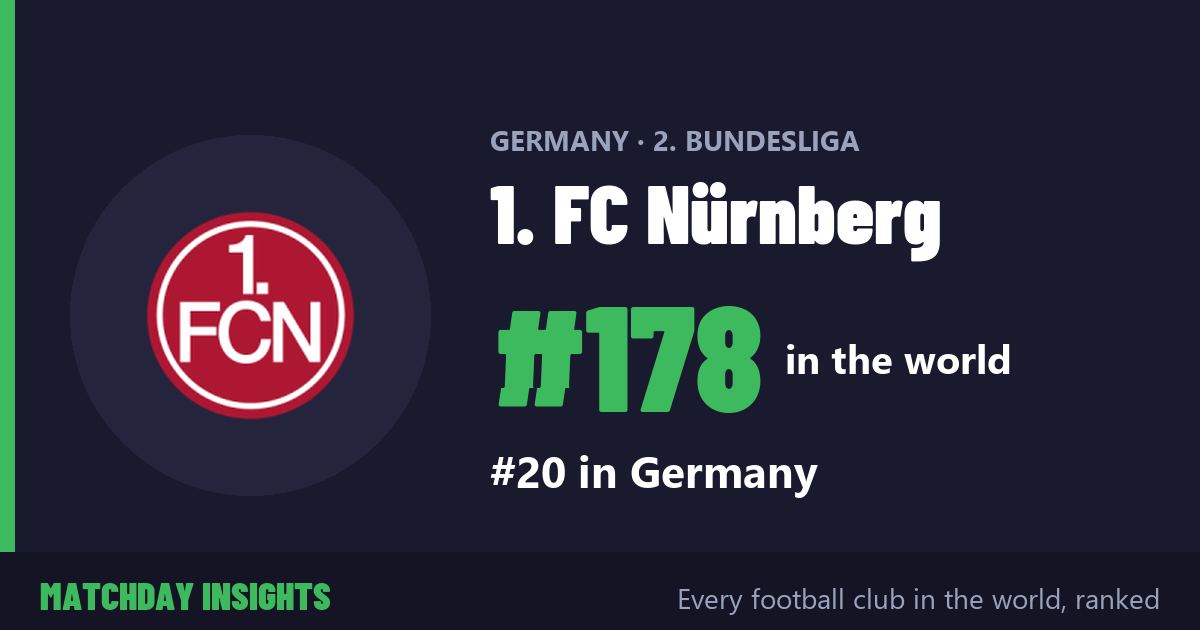 1.
FCN
GERMANY · 2. BUNDESLIGA
1. FC Nürnberg
#178 in the world
#20 in Germany
MATCHDAY INSIGHTS
Every football club in the world, ranked